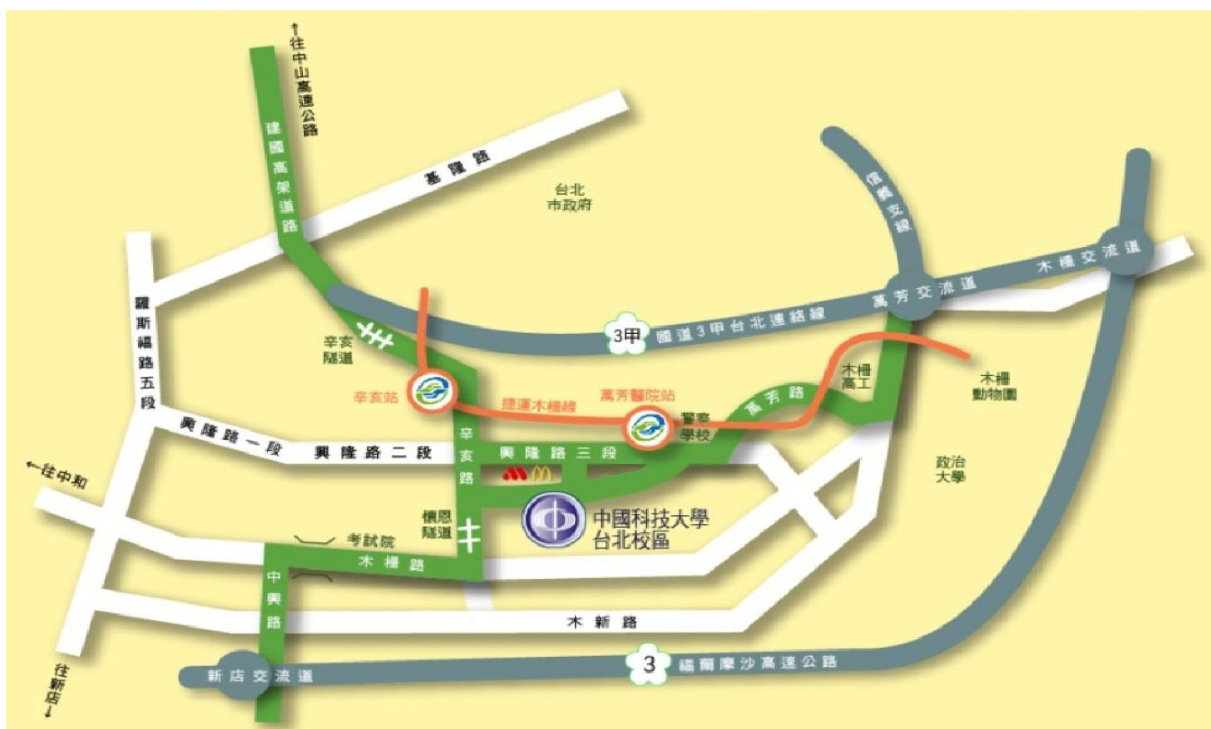 ↑往中山高速公路
建國高架道路
基隆路
台北
市政府
信義支線
木柵交流道
萬芳交流道
羅斯福路五段
3甲
國道3甲台北連絡線
辛亥
隧道
辛亥站
捷運木柵線
萬芳醫院站
警察
學校
萬芳路
木柵
高工
木柵
動物園
興隆路一段
興隆路二段
辛亥路
興隆路三段
政治
大學
←往中和
懷恩
隧道
中國科技大學
台北校區
考試院
木柵路
中興路
木新路
新店交流道
3
福爾摩沙高速公路
往新店↓